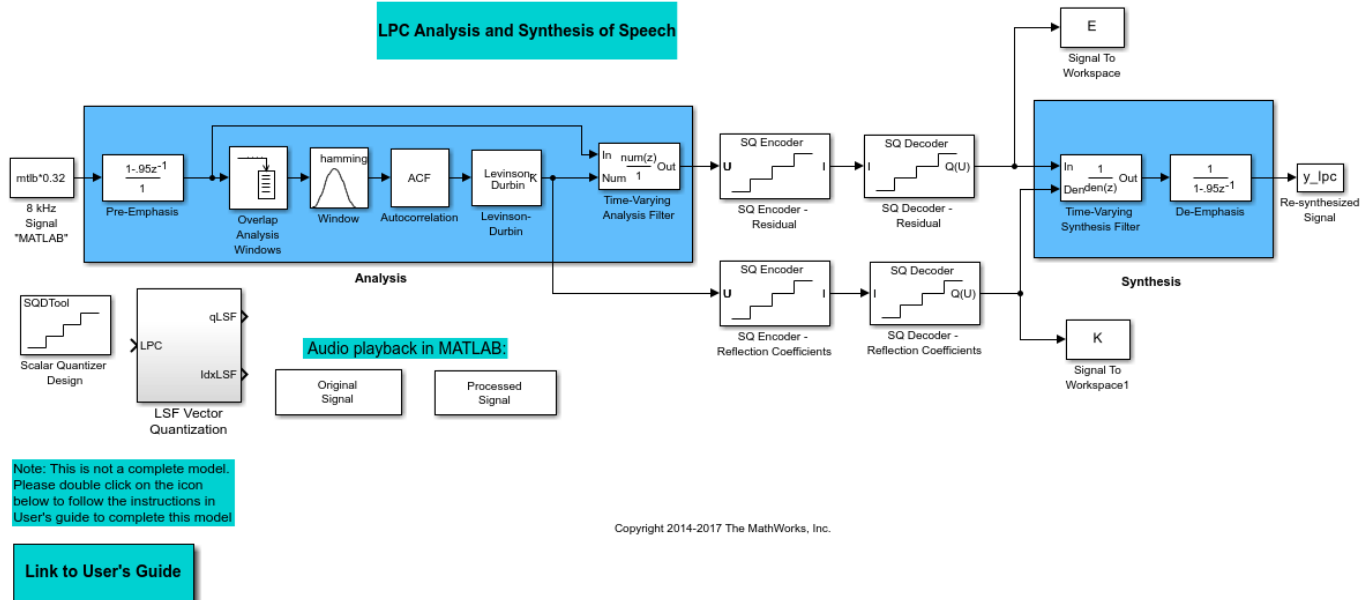 LPC Analysis and Synthesis of Speech
E
Signal To
Workspace
mtlb*0.32
8 kHz
Signal
"MATLAB"
1-.95z-1
1
Pre-Emphasis
Overlap
Analysis
Windows
hamming
Window
ACF
Autocorrelation
Levinson-
Durbin
K
Levinson-
Durbin
In
Num
num(z)
1
Out
Time-Varying
Analysis Filter
Analysis
SQ Encoder
U
I
SQ Encoder -
Residual
SQ Decoder
I
Q(U)
SQ Decoder -
Residual
In
Den
1
den(z)
Out
Time-Varying
Synthesis Filter
1
1-.95z-1
De-Emphasis
Synthesis
y_lpc
Re-synthesized
Signal
SQ Encoder
U
I
SQ Encoder -
Reflection Coefficients
SQ Decoder
I
Q(U)
SQ Decoder -
Reflection Coefficients
K
Signal To
Workspace1
SQDTool
Scalar Quantizer
Design
LPC
qLSF
IdxLSF
LSF Vector
Quantization
Audio playback in MATLAB:
Original
Signal
Processed
Signal
Note: This is not a complete model.
Please double click on the icon
below to follow the instructions in
User's guide to complete this model
Copyright 2014-2017 The MathWorks, Inc.
Link to User's Guide